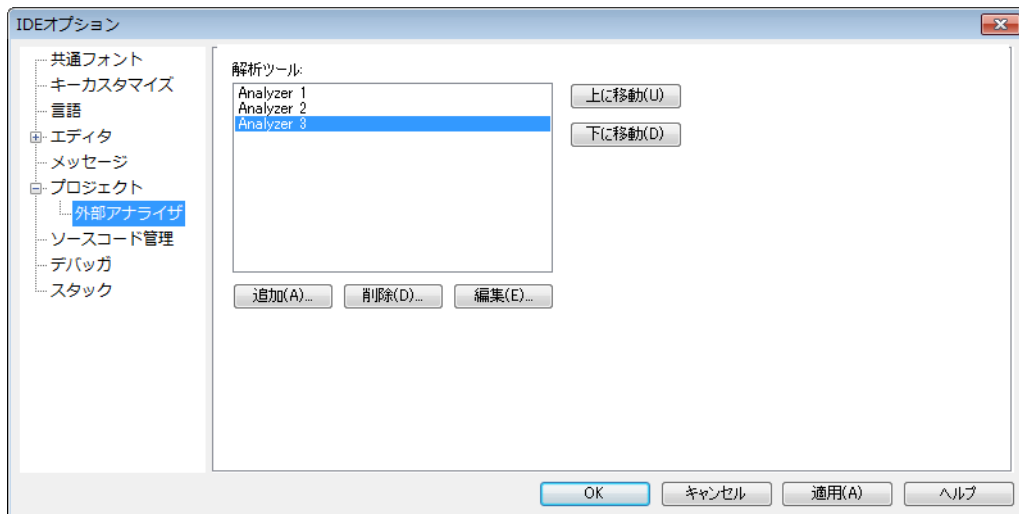 IDEオプション
共通フォント
キーカスタマイズ
言語
エディタ
メッセージ
プロジェクト
外部アナライザ
ソースコード管理
デバッガ
スタック
解析ツール:
Analyzer 1
Analyzer 2
Analyzer 3
上に移動(U)
下に移動(D)
追加(A)...
削除(D)...
編集(E)...
OK
キャンセル
適用(A)
ヘルプ